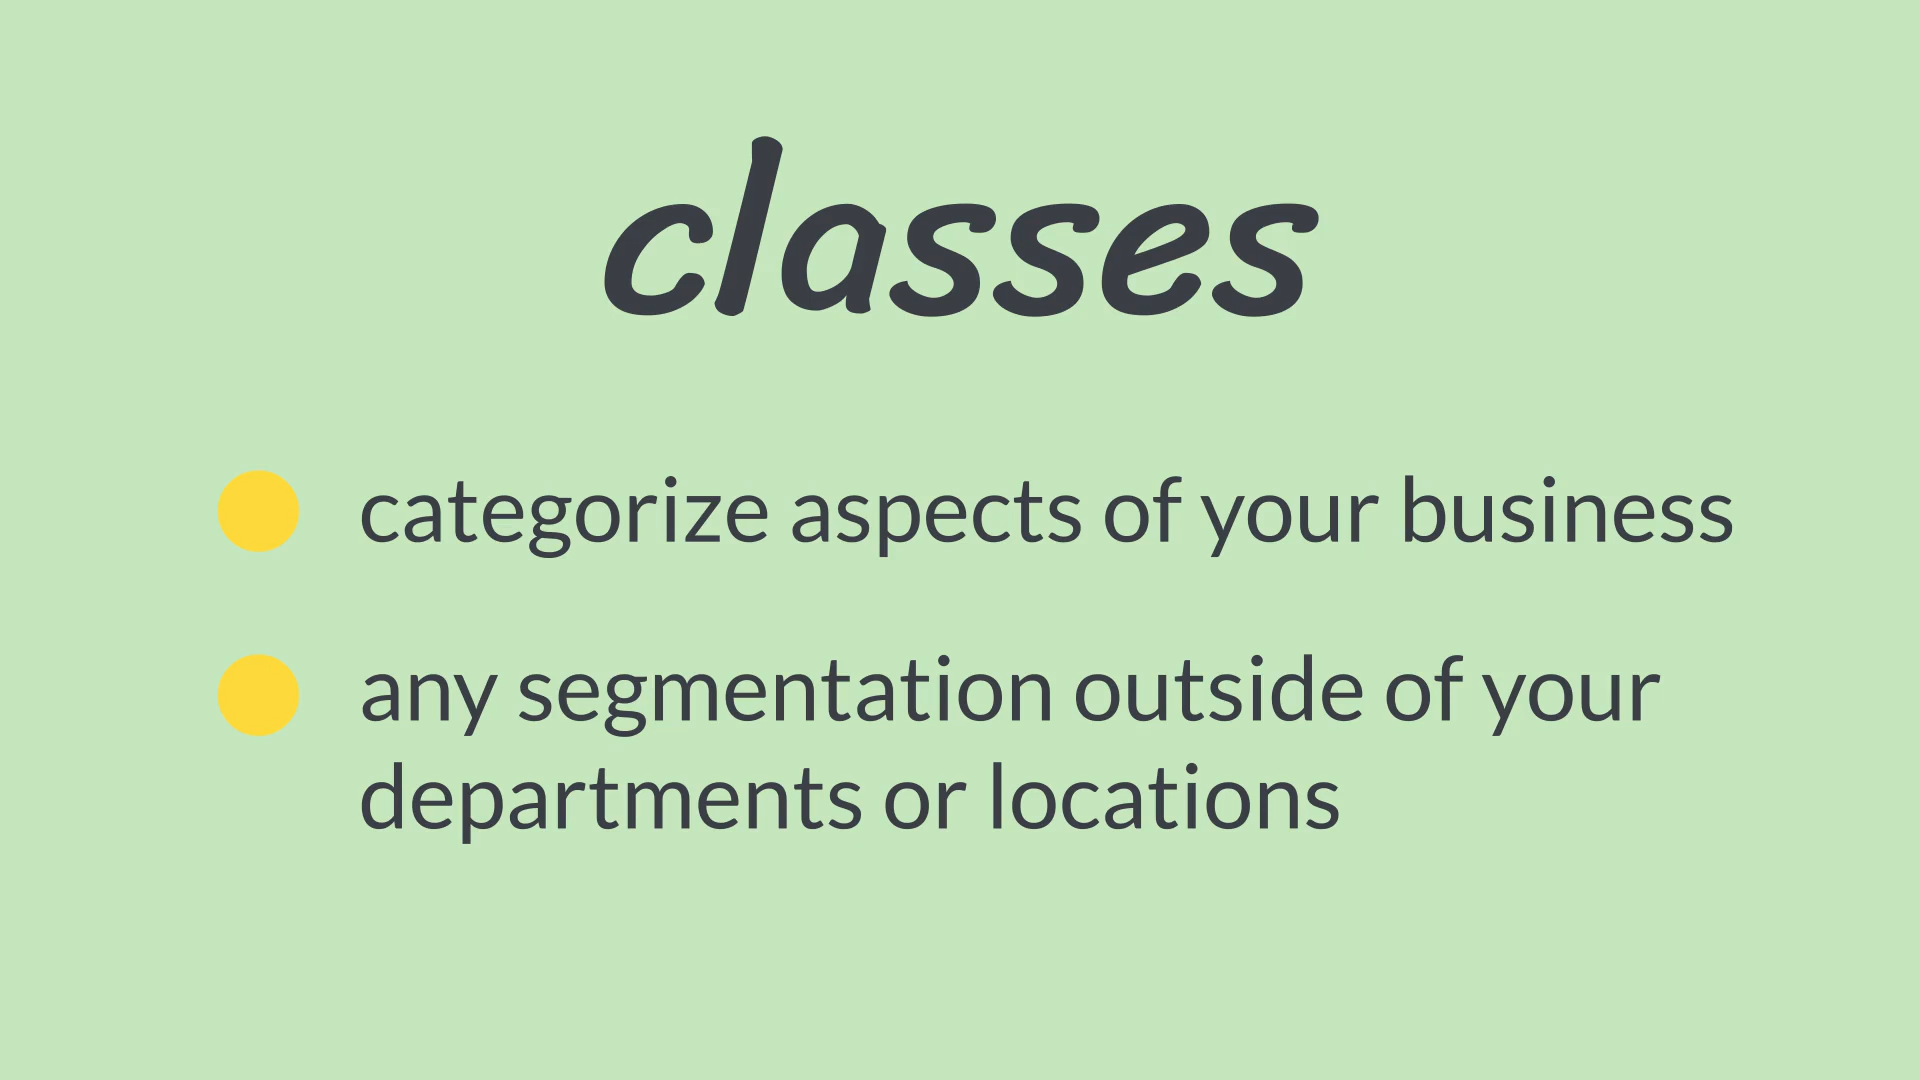 classes
categorize aspects of your business
any segmentation outside of your
departments or locations